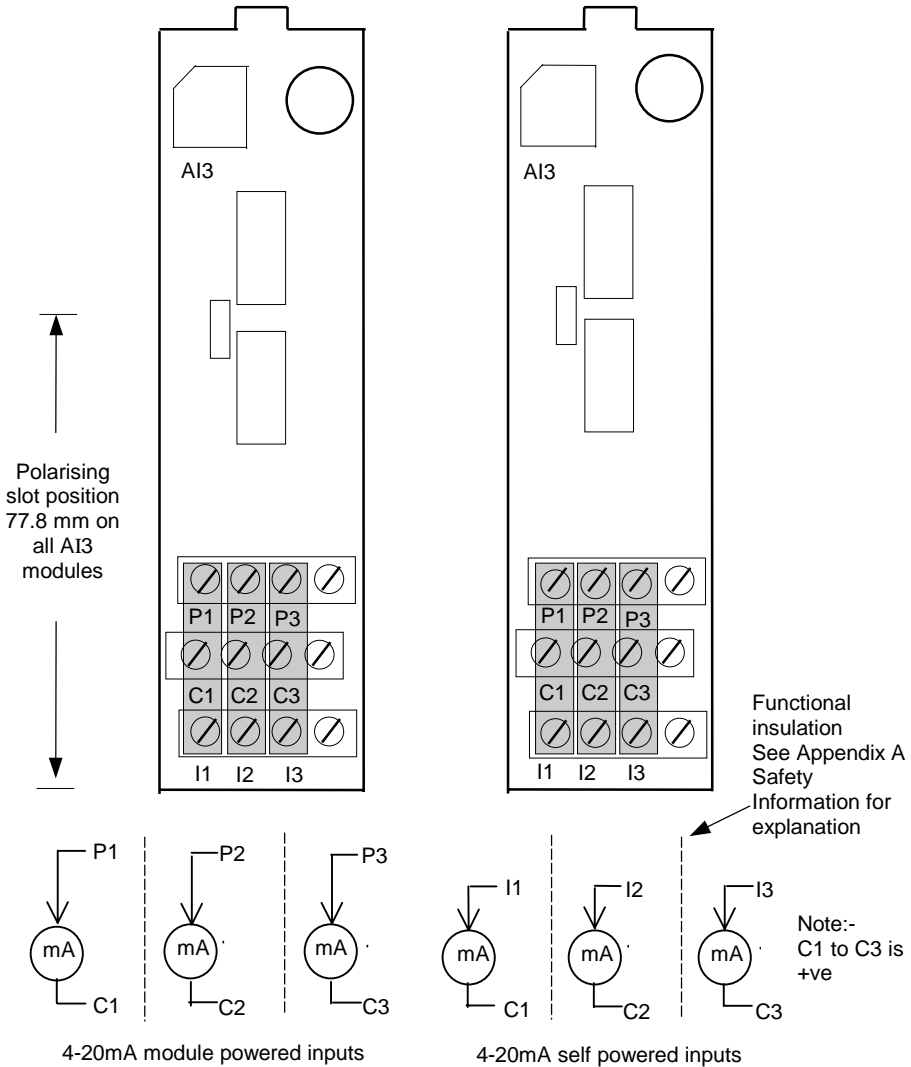 AI3
AI3
Polarising
slot position
77.8 mm on
all AI3
modules
P1 P2 P3
C1 C2 C3
I1 I2 I3
P1 P2 P3
C1 C2 C3
I1 I2 I3
Functional
insulation
See Appendix A
Safety
Information for
explanation
P1
P2
P3
mA
mA
mA
C1
C2
C3
4-20mA module powered inputs
I1
I2
I3
mA
mA
mA
C1
C2
C3
Note:-
C1 to C3 is
+ve
4-20mA self powered inputs